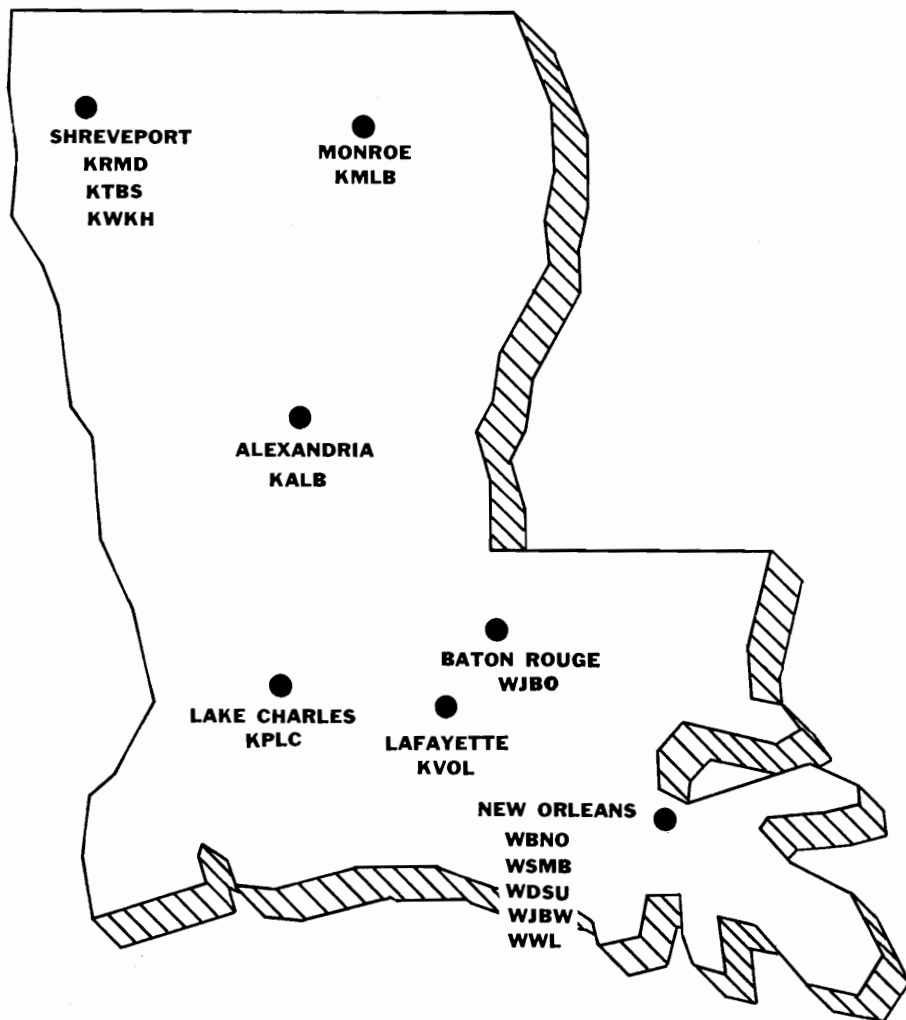 SHREVEPORT
KRMD
KTBS
KWKH
MONROE
KMLB
ALEXANDRIA
KALB
BATON ROUGE
WJBO
LAKE CHARLES
KPLC
LAFAYETTE
KVOL
NEW ORLEANS
WBNO
WSMB
WDSU
WJBW
WWL